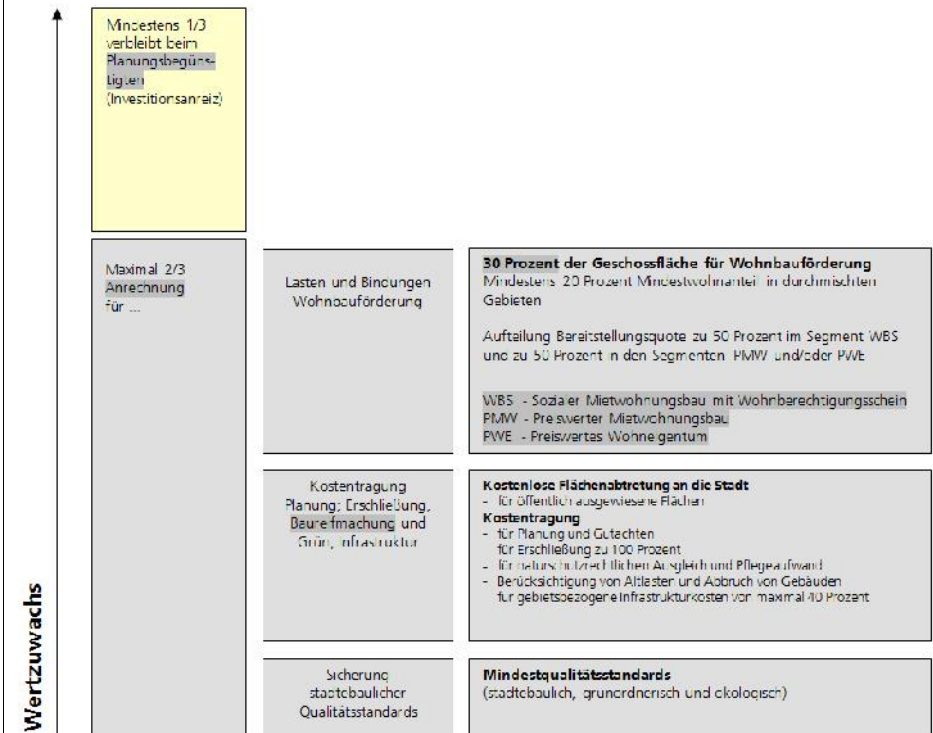 Mindestens 1/3
verbleibt beim
Planungsbegüns-
tigten
(Investitionsanreiz)
Maximal 2/3
Anrechnung
für ...
Lasten und Bindungen
Wohnbauförderung
30 Prozent der Geschossfläche für Wohnbauförderung
Mindestens 20 Prozent Mindestwohnanteil in durchmischten
Gebieten
Aufteilung Bereitstellungsquote zu 50 Prozent im Segment WBS
und zu 50 Prozent in den Segmenten PMW und/oder PWE
WBS - Sozialer Mietwohnungsbau mit Wohnberechtigungsschein
PMW - Preiswerter Mietwohnungsbau
PWE - Preiswertes Wohneigentum
Kostentragung
Planung; Erschließung,
Baureifmachung und
Grün, Infrastruktur
Kostenlose Flächenabtretung an die Stadt
- für öffentlich ausgewiesene Flächen
Kostentragung
- für Planung und Gutachten
für Erschließung zu 100 Prozent
- für naturschutzrechtlichen Ausgleich und Pflegeaufwand
- Berücksichtigung von Altlasten und Abbruch von Gebäuden
für gebietsbezogene Infrastrukturkosten von maximal 40 Prozent
Sicherung
städtebaulicher
Qualitätsstandards
Mindestqualitätsstandards
(städtebaulich, grünordnerisch und ökologisch)
Wertzuwachs